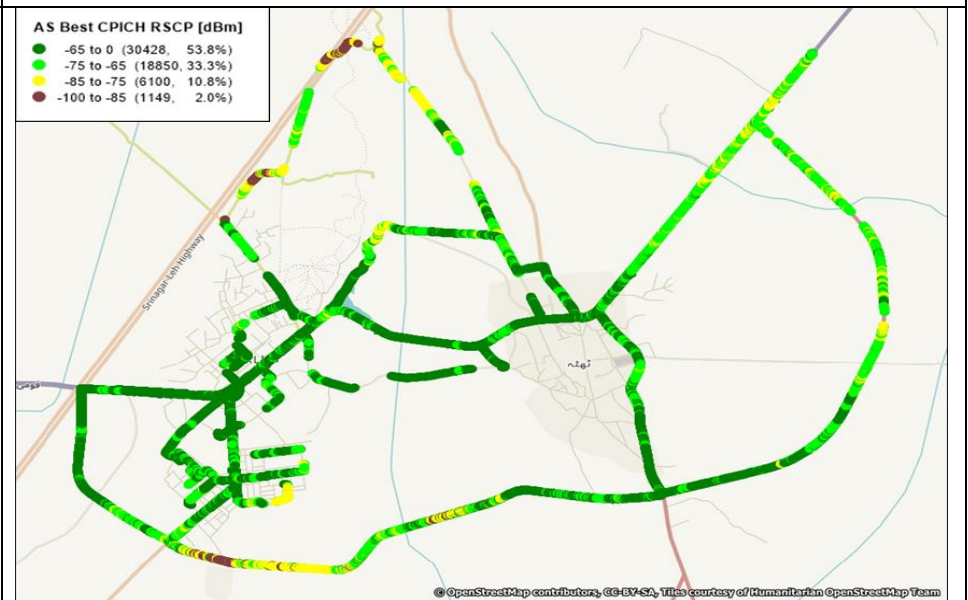 AS Best CPICH RSCP [dBm]
-65 to 0 (30428, 53.8%)
-75 to -65 (18850, 33.3%)
-85 to -75 (6100, 10.8%)
-100 to -85 (1149, 2.0%)
Srinagar-Leh Highway
ٹھٹہ
قومی
© OpenStreetMap contributors, CC-BY-SA, Tiles courtesy of Humanitarian OpenStreetMap Team